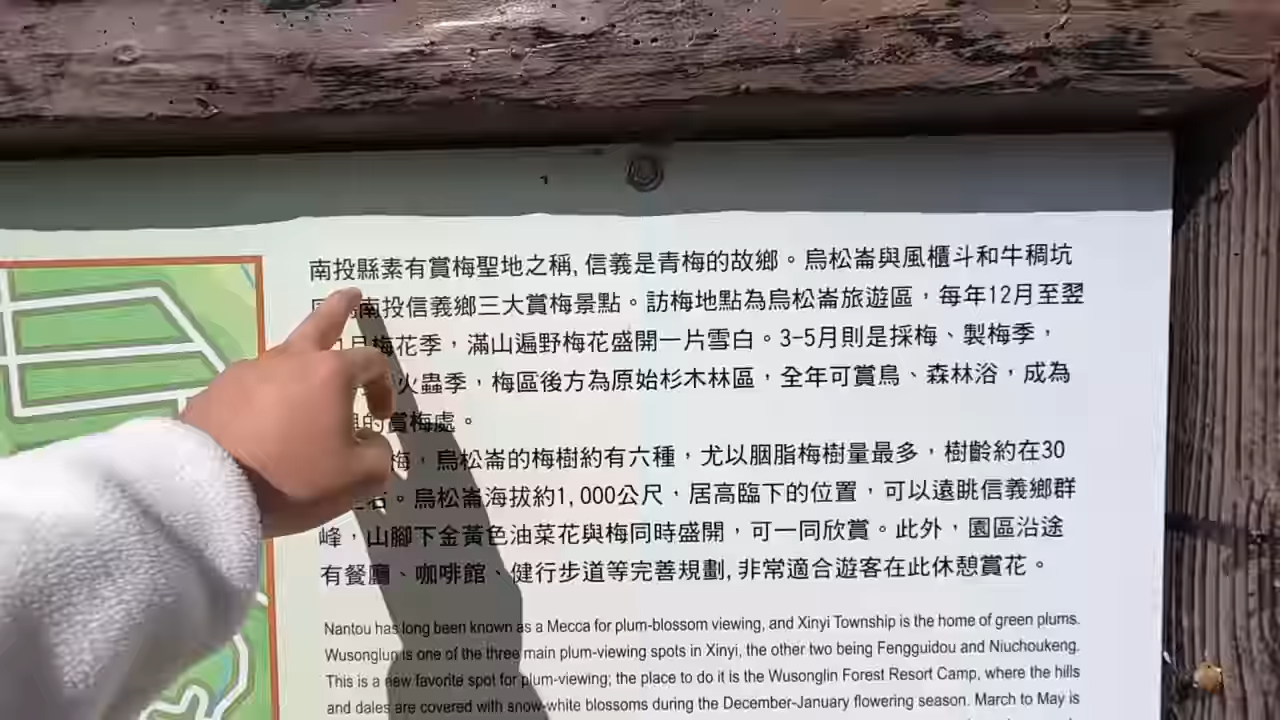 南投縣素有賞梅聖地之稱,信義是青梅的故鄉。烏松崙與風櫃斗和牛稠坑
南投信義鄉三大賞梅景點。訪梅地點為烏松崙旅遊區，每年12月至翌
月梅花季，滿山遍野梅花盛開一片雪白。3-5月則是採梅、製梅季，
火蟲季，梅區後方為原始杉木林區，全年可賞鳥、森林浴，成為
的賞梅處。
梅，烏松崙的梅樹約有六種，尤以胭脂梅樹量最多，樹齡約在30
右。烏松崙海拔約1,000公尺，居高臨下的位置，可以遠眺信義鄉群
峰，山腳下金黃色油菜花與梅同時盛開，可一同欣賞。此外，園區沿途
有餐廳、咖啡館、健行步道等完善規劃,非常適合遊客在此休憩賞花。
Nantou has long been known as a Mecca for plum-blossom viewing, and Xinyi Township is the home of green plums.
Wusonglun is one of the three main plum-viewing spots in Xinyi, the other two being Fengguidou and Niuchoukeng.
This is a new favorite spot for plum-viewing; the place to do it is the Wusonglin Forest Resort Camp, where the hills
and dales are covered with snow-white blossoms during the December-January flowering season. March to May is